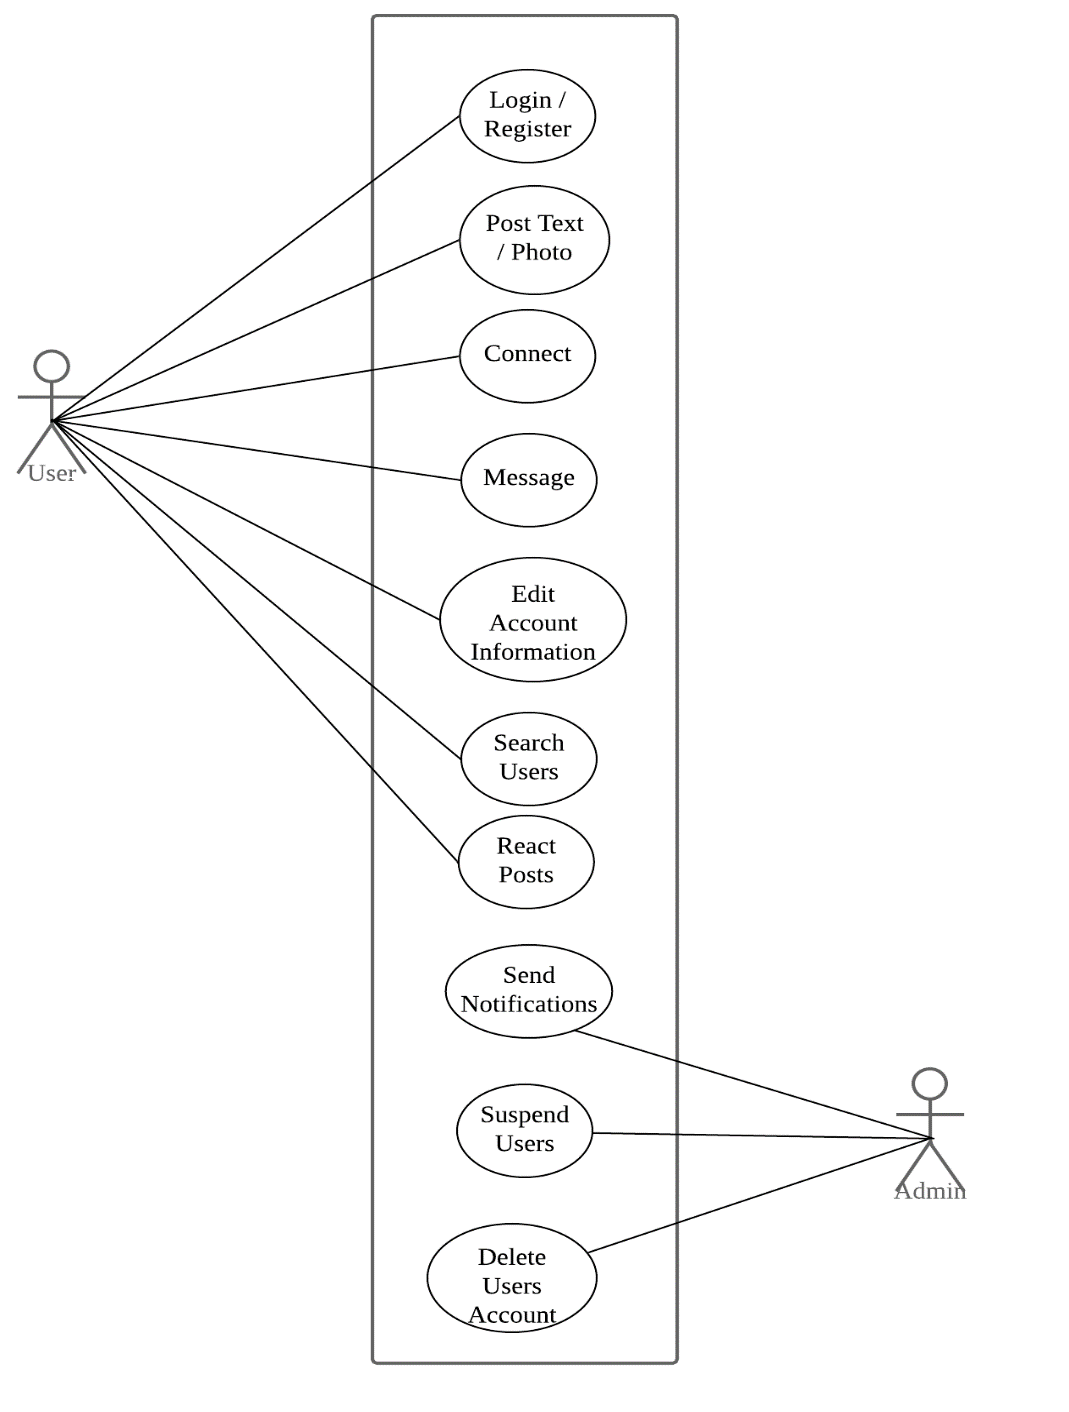 Login /
Register
Post Text
/ Photo
Connect
User
Message
Edit
Account
Information
Search
Users
React
Posts
Send
Notifications
Suspend
Users
Admin
Delete
Users
Account